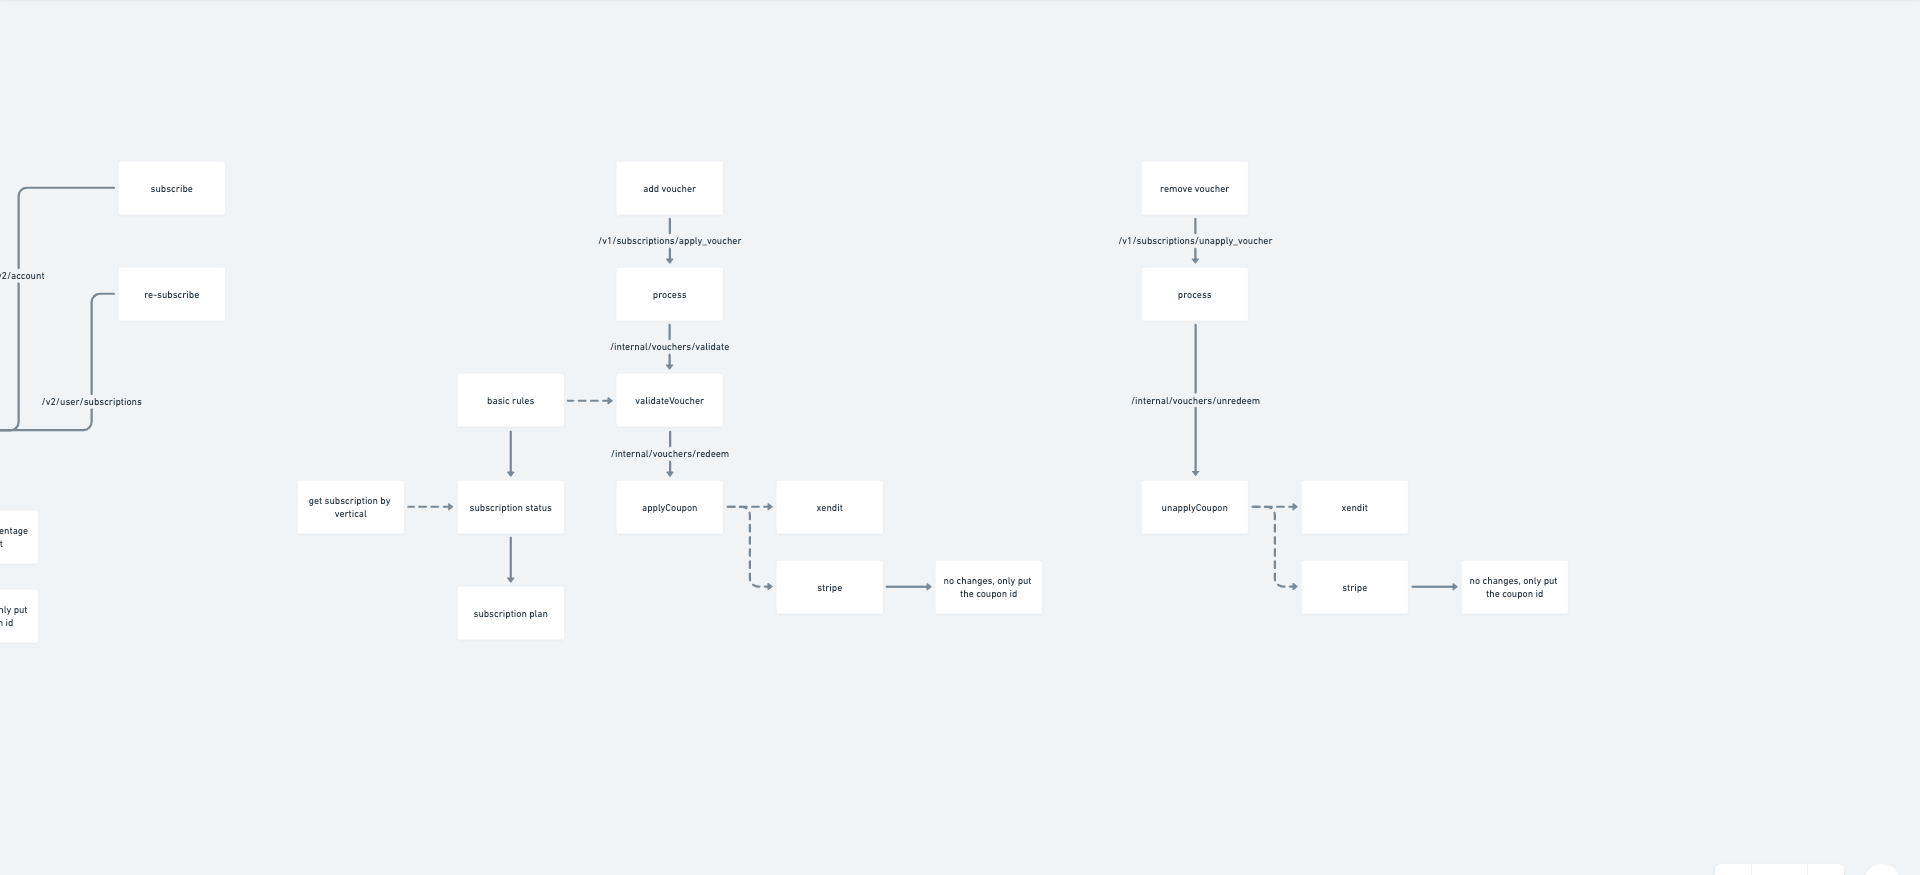 subscribe
re-subscribe
v2/account
/v2/user/subscriptions
entage
t
nly put
n id
add voucher
/v1/subscriptions/apply_voucher
process
/internal/vouchers/validate
basic rules
validateVoucher
/internal/vouchers/redeem
get subscription by
vertical
subscription status
applyCoupon
xendit
stripe
no changes, only put
the coupon id
subscription plan
remove voucher
/v1/subscriptions/unapply_voucher
process
/internal/vouchers/unredeem
unapplyCoupon
xendit
stripe
no changes, only put
the coupon id